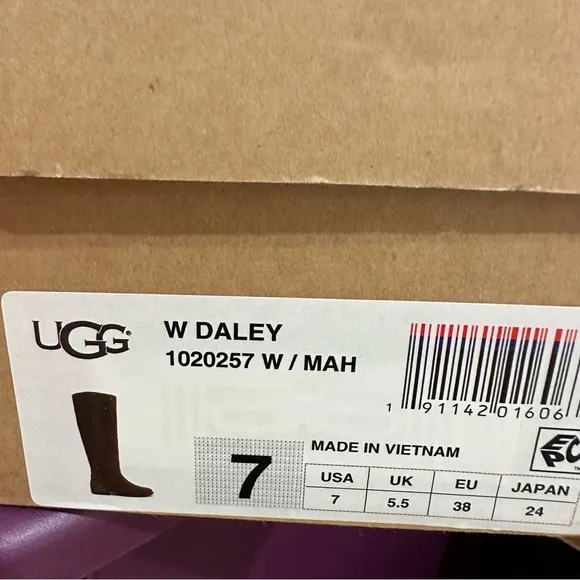 UGG®
W DALEY
1020257 W / MAH
1 91142 01606
7
MADE IN VIETNAM
USA UK EU JAPAN
7 5.5 38 24